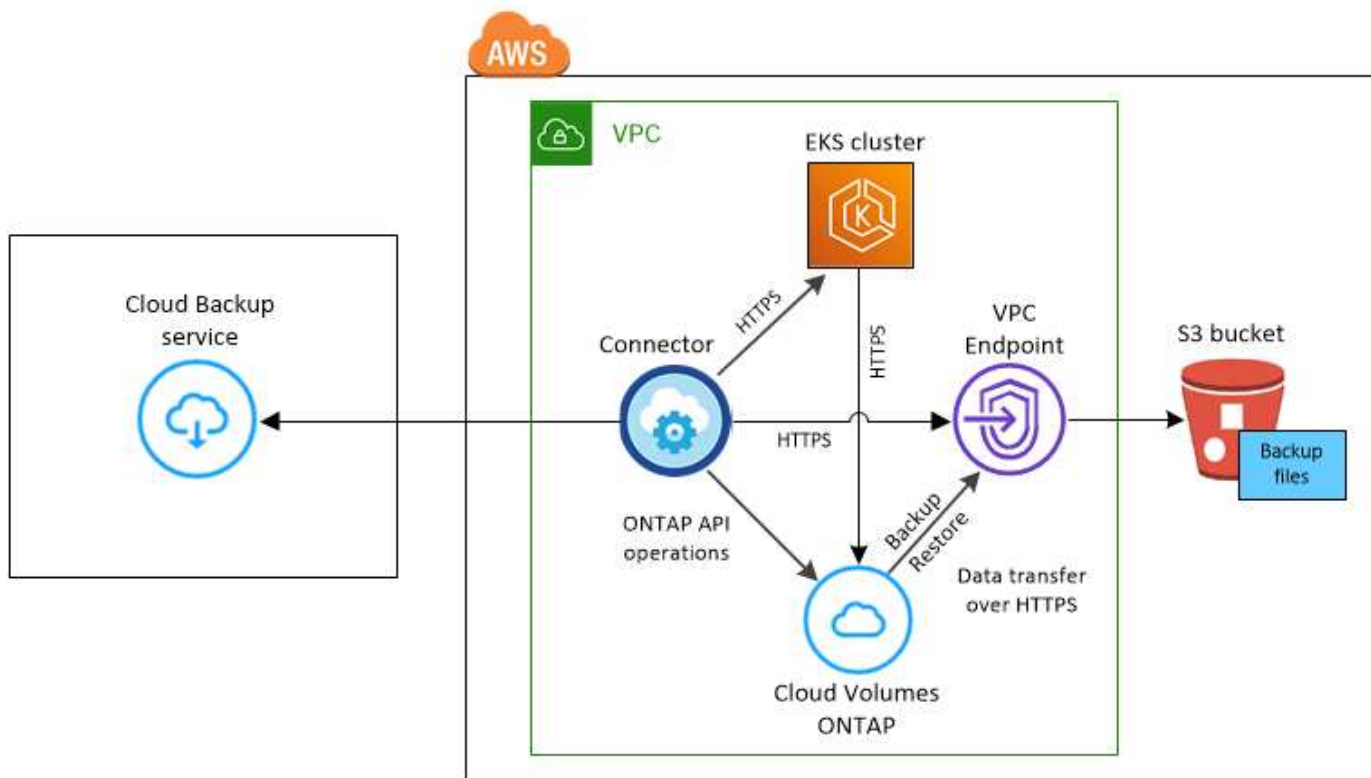 AWS
VPC
EKS cluster
K
Cloud Backup
service
HTTPS
HTTPS
Connector
VPC
Endpoint
S3 bucket
HTTPS
Backup
files
ONTAP API
operations
Backup
Restore
Data transfer
over HTTPS
Cloud Volumes
ONTAP